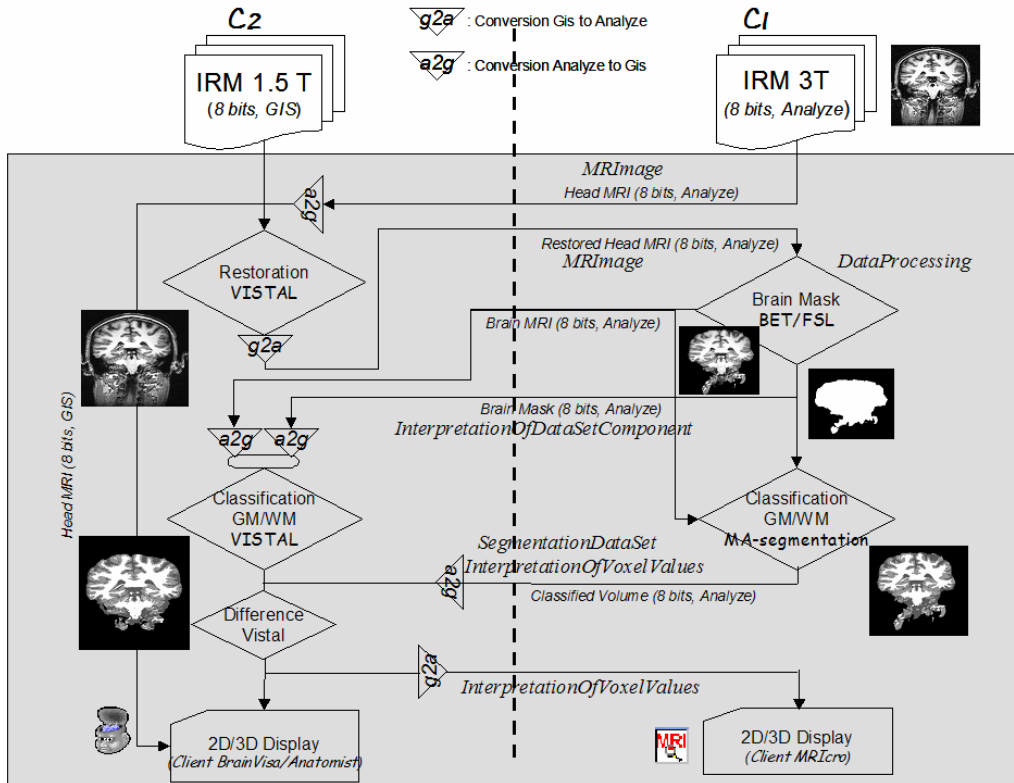 C2
g2a : Conversion Gis to Analyze
C1
a2g : Conversion Analyze to Gis
IRM 1.5 T
(8 bits, GIS)
IRM 3T
(8 bits, Analyze)
MRImage
Head MRI (8 bits, Analyze)
a2g
Restored Head MRI (8 bits, Analyze)
MRImage
DataProcessing
Restoration
VISTAL
Brain Mask
BET/FSL
g2a
Brain MRI (8 bits, Analyze)
Brain Mask (8 bits, Analyze)
InterpretationOfDataSetComponent
a2g
a2g
Head MRI (8 bits, GIS)
Classification
GM/WM
VISTAL
Classification
GM/WM
MA-segmentation
SegmentationDataSet
InterpretationOfVoxelValues
a2g
Classified Volume (8 bits, Analyze)
Difference
Vistal
g2a
InterpretationOfVoxelValues
2D/3D Display
(Client BrainVisa/Anatomist)
MRI
2D/3D Display
(Client MRIcro)